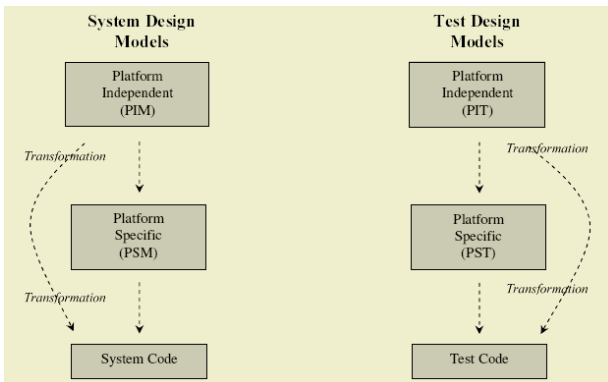 System Design
Models
Platform
Independent
(PIM)
Transformation
Platform
Specific
(PSM)
Transformation
System Code
Test Design
Models
Platform
Independent
(PIT)
Transformation
Platform
Specific
(PST)
Transformation
Test Code